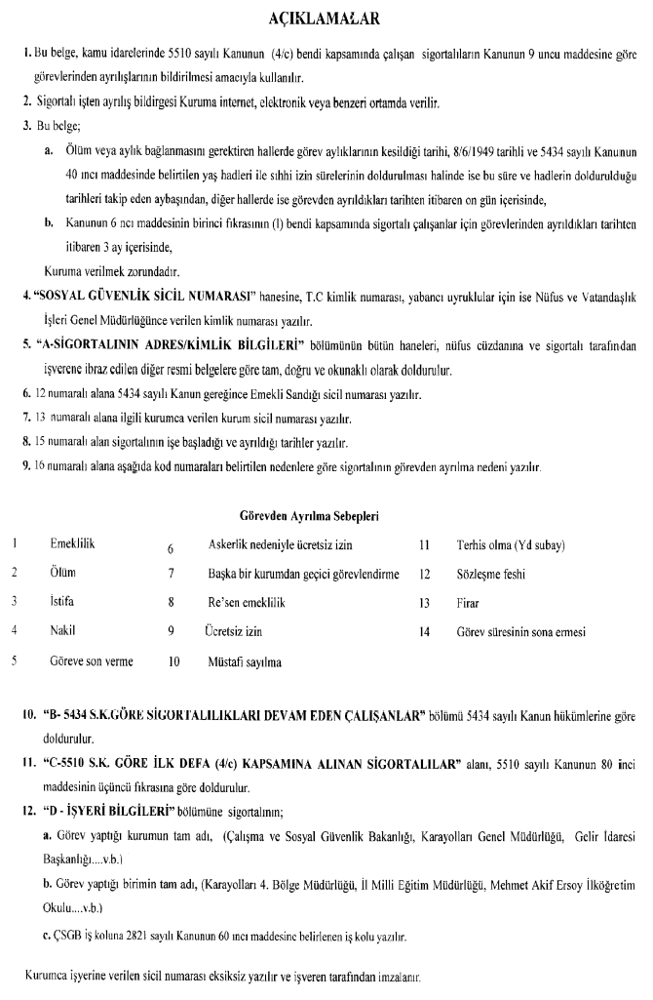 AÇIKLAMALAR
1. Bu belge, kamu idarelerinde 5510 sayılı Kanunun (4/c) bendi kapsamında çalışan sigortalıların Kanunun 9 uncu maddesine göre
görevlerinden ayrılışlarının bildirilmesi amacıyla kullanılır.
2. Sigortalı işten ayrılış bildirgesi Kuruma internet, elektronik veya benzeri ortamda verilir.
3. Bu belge;
a. Ölüm veya aylık bağlanmasını gerektiren hallerde görev aylıklarının kesildiği tarihi, 8/6/1949 tarihli ve 5434 sayılı Kanunun
40 ıncı maddesinde belirtilen yaş hadleri ile sıhhi izin sürelerinin doldurulması halinde ise bu süre ve hadlerin doldurulduğu
tarihleri takip eden aybaşından, diğer hallerde ise görevden ayrıldıkları tarihten itibaren on gün içerisinde,
b. Kanunun 6 ncı maddesinin birinci fıkrasının (l) bendi kapsamında sigortalı çalışanlar için görevlerinden ayrıldıkları tarihten
itibaren 3 ay içerisinde,
Kuruma verilmek zorundadır.
4. “SOSYAL GÜVENLİK SİCİL NUMARASI” hanesine, T.C kimlik numarası, yabancı uyruklular için ise Nüfus ve Vatandaşlık
İşleri Genel Müdürlüğünce verilen kimlik numarası yazılır.
5. “A-SİGORTALININ ADRES/KİMLİK BİLGİLERİ” bölümünün bütün haneleri, nüfus cüzdanına ve sigortalı tarafından
işverene ibraz edilen diğer resmi belgelere göre tam, doğru ve okunaklı olarak doldurulur.
6. 12 numaralı alana 5434 sayılı Kanun gereğince Emekli Sandığı sicil numarası yazılır.
7. 13 numaralı alana ilgili kurumca verilen kurum sicil numarası yazılır.
8. 15 numaralı alan sigortalının işe başladığı ve ayrıldığı tarihler yazılır.
9. 16 numaralı alana aşağıda kod numaraları belirtilen nedenlere göre sigortalının görevden ayrılma nedeni yazılır.
Görevden Ayrılma Sebepleri
1 Emeklilik 6 Askerlik nedeniyle ücretsiz izin 11 Terhis olma (Yd subay)
2 Ölüm 7 Başka bir kurumdan geçici görevlendirme 12 Sözleşme feshi
3 İstifa 8 Re'sen emeklilik 13 Firar
4 Nakil 9 Ücretsiz izin 14 Görev süresinin sona ermesi
5 Göreve son verme 10 Müstafi sayılma
10. “B- 5434 S.K.GÖRE SİGORTALILIKLARI DEVAM EDEN ÇALIŞANLAR” bölümü 5434 sayılı Kanun hükümlerine göre
doldurulur.
11. “C-5510 S.K. GÖRE İLK DEFA (4/c) KAPSAMINA ALINAN SİGORTALILAR” alanı, 5510 sayılı Kanunun 80 inci
maddesinin üçüncü fıkrasına göre doldurulur.
12. “D - İŞYERİ BİLGİLERİ” bölümüne sigortalının;
a. Görev yaptığı kurumun tam adı, (Çalışma ve Sosyal Güvenlik Bakanlığı, Karayolları Genel Müdürlüğü, Gelir İdaresi
Başkanlığı....v.b.)
b. Görev yaptığı birimin tam adı, (Karayolları 4. Bölge Müdürlüğü, İl Milli Eğitim Müdürlüğü, Mehmet Akif Ersoy İlköğretim
Okulu....v.b.)
c. ÇSGB iş koluna 2821 sayılı Kanunun 60 ıncı maddesine belirlenen iş kolu yazılır.
Kurumca işyerine verilen sicil numarası eksiksiz yazılır ve işveren tarafından imzalanır.